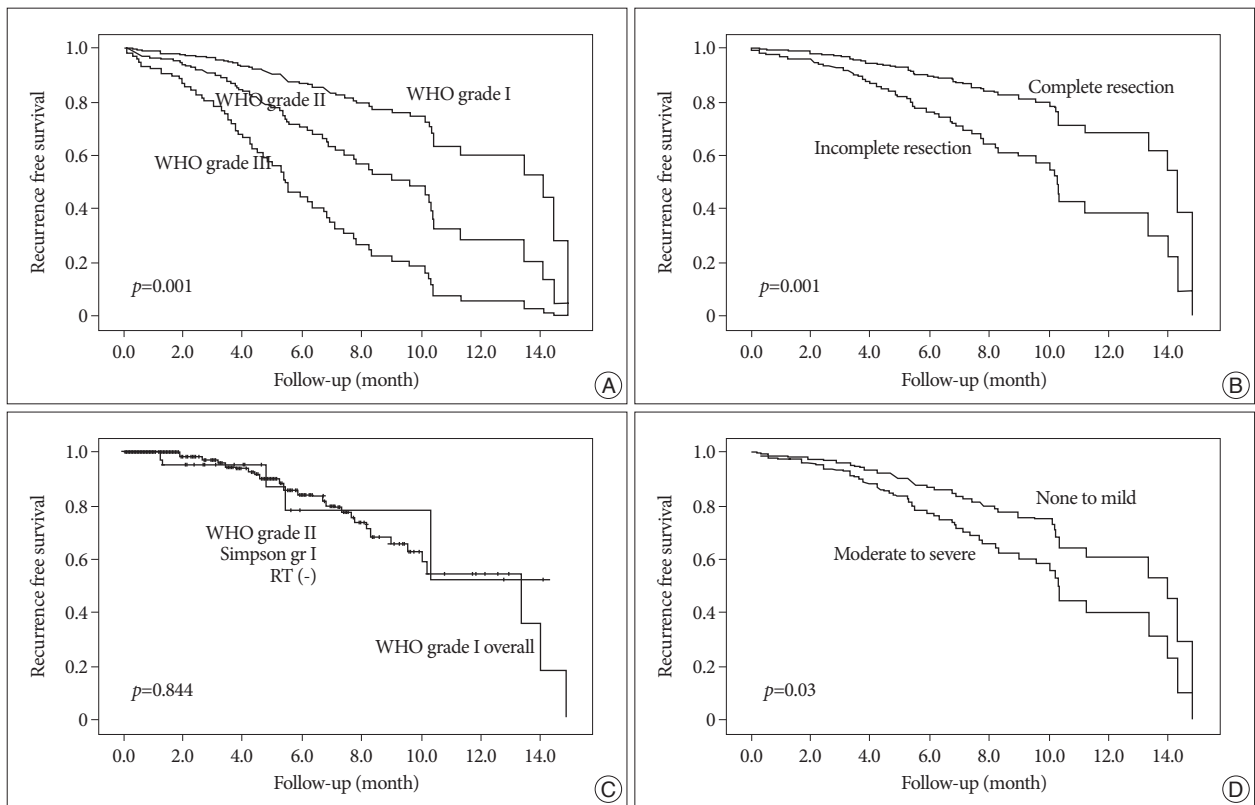 1.0
0.8
0.6
0.4
0.2
0
Recurrence free survival
WHO grade I
WHO grade II
WHO grade III
p=0.001
0.0 2.0 4.0 6.0 8.0 10.0 12.0 14.0
Follow-up (month)
A
1.0
0.8
0.6
0.4
0.2
0
Recurrence free survival
Complete resection
Incomplete resection
p=0.001
0.0 2.0 4.0 6.0 8.0 10.0 12.0 14.0
Follow-up (month)
B
1.0
0.8
0.6
0.4
0.2
0
Recurrence free survival
WHO grade II
Simpson gr I
RT (-)
WHO grade I overall
p=0.844
0.0 2.0 4.0 6.0 8.0 10.0 12.0 14.0
Follow-up (month)
C
1.0
0.8
0.6
0.4
0.2
0
Recurrence free survival
None to mild
Moderate to severe
p=0.03
0.0 2.0 4.0 6.0 8.0 10.0 12.0 14.0
Follow-up (month)
D